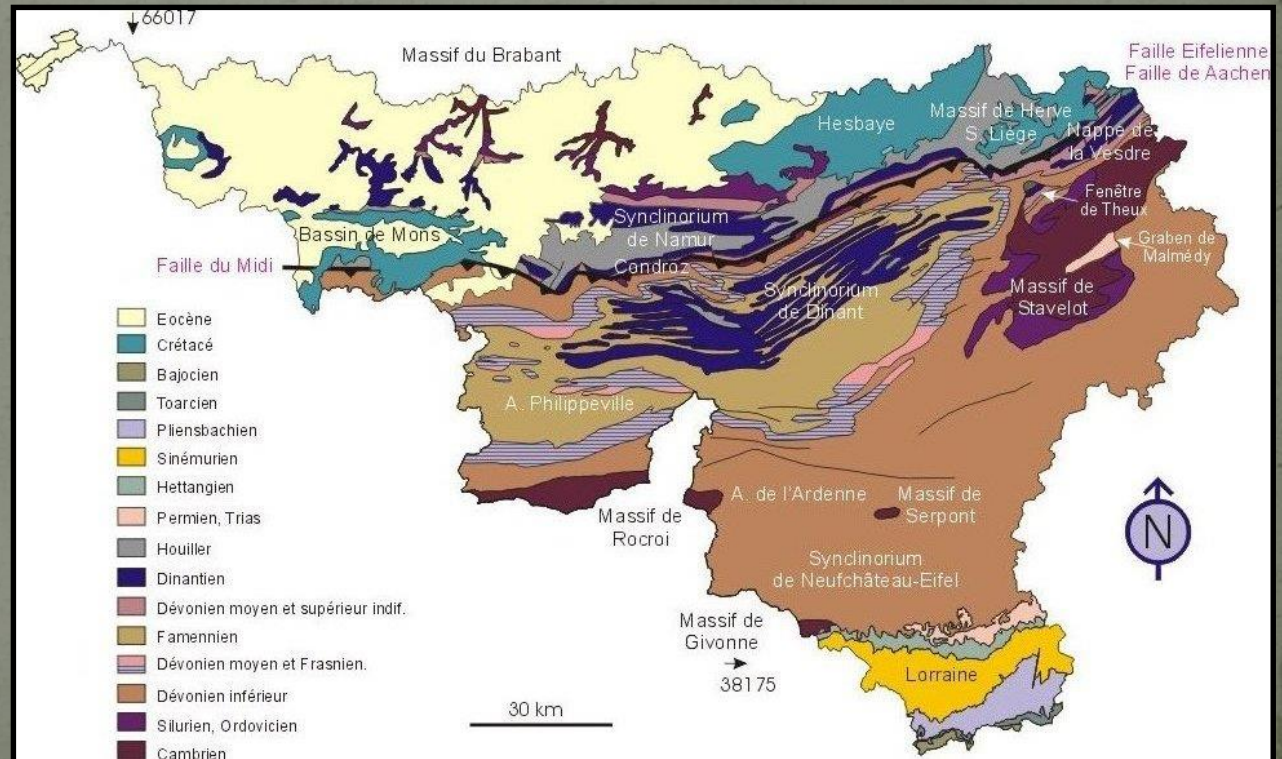 66017
Massif du Brabant
Faille Eifelienne
Faille de Aachen
Hesbaye
Massif de Herve
S. Liège
Nappe de
la Vesdre
Fenêtre
de Theux
Synclinorium
de Namur
Bassin de Mons
Graben de
Malmédy
Faille du Midi
Condroz
Massif de
Stavelot
Synclinorium
de Dinant
A. Philippeville
A. de l'Ardenne
Massif de
Serpont
Massif de
Rocroi
Synclinorium
de Neufchâteau-Eifel
Massif de
Givonne
38175
Lorraine
30 km
N
Eocène
Crétacé
Bajocien
Toarcien
Pliensbachien
Sinémurien
Hettangien
Permien, Trias
Houiller
Dinantien
Dévonien moyen et supérieur indif.
Famennien
Dévonien moyen et Frasnien.
Dévonien inférieur
Silurien, Ordovicien
Cambrien